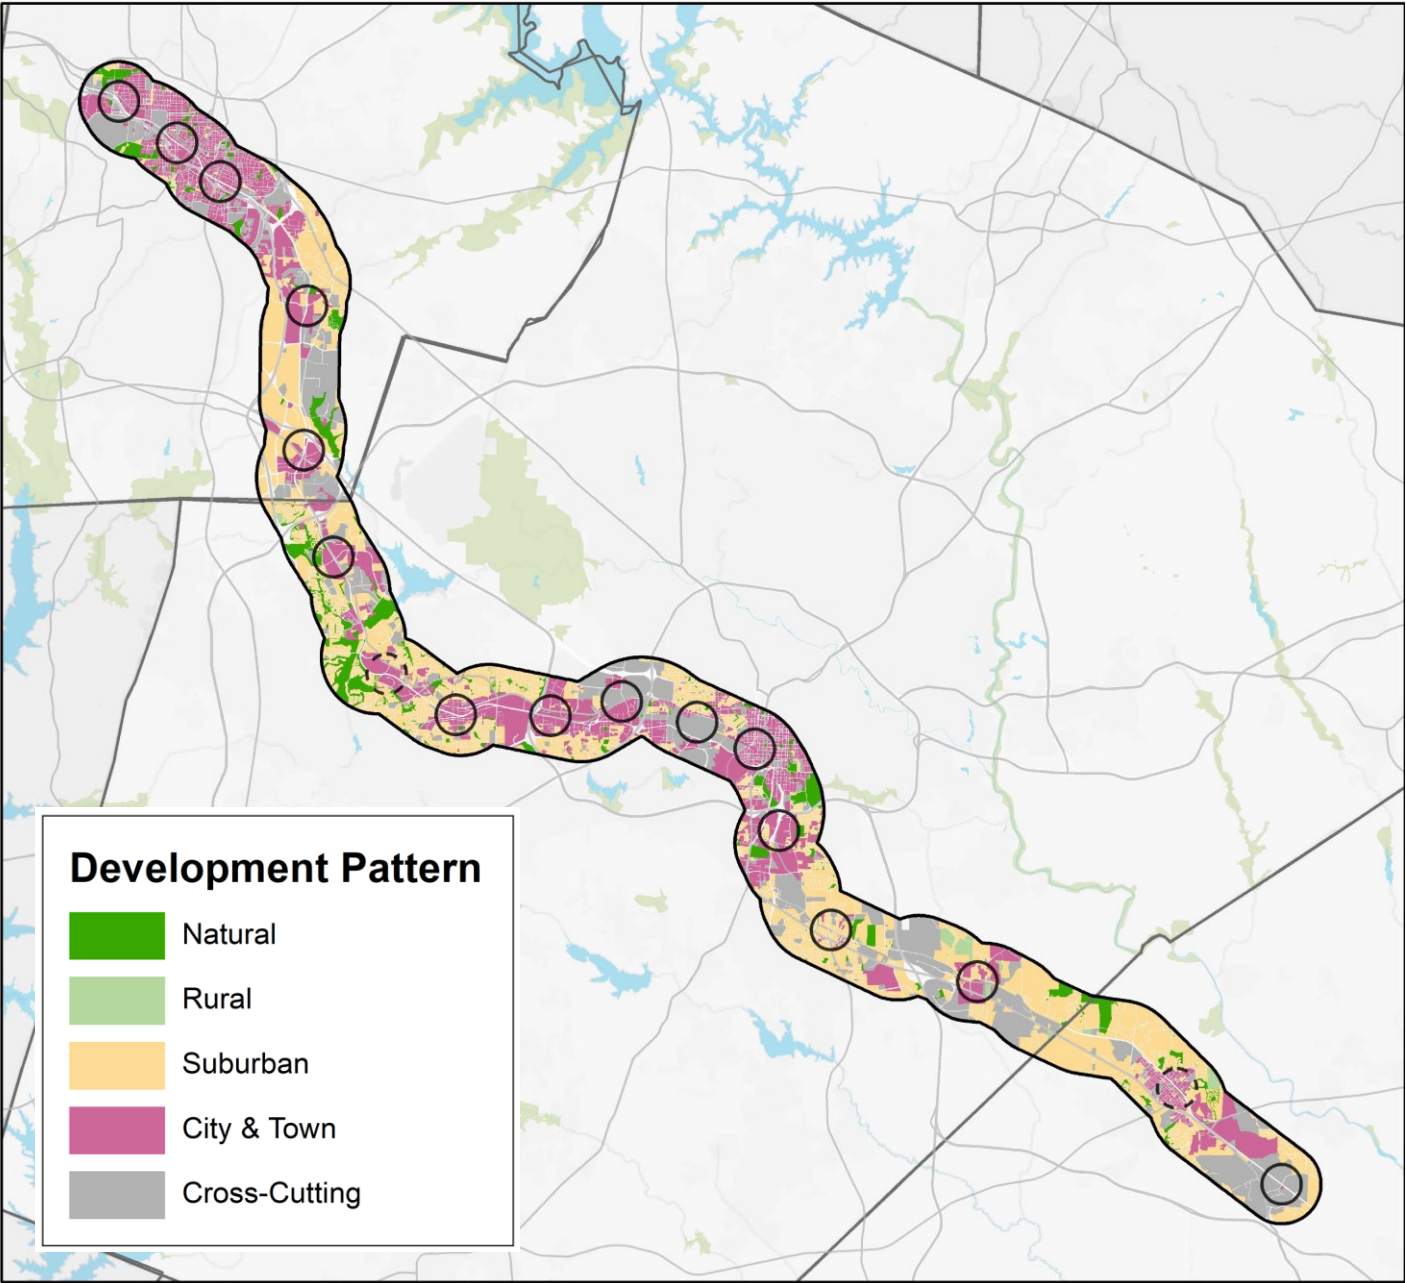 Development Pattern
Natural
Rural
Suburban
City & Town
Cross-Cutting